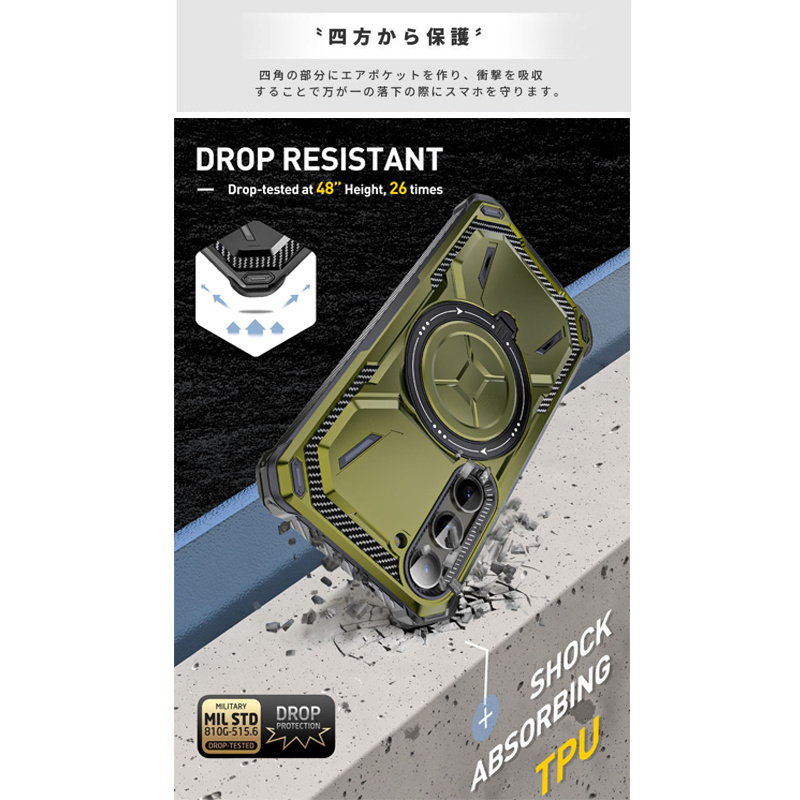 〝四方から保護〞
四角の部分にエアポケットを作り、衝撃を吸収
することで万が一の落下の際にスマホを守ります。
DROP RESISTANT
Drop-tested at 48” Height, 26 times
MILITARY
MIL STD
810G-515.6
DROP-TESTED
DROP
PROTECTION
SHOCK
ABSORBING
TPU